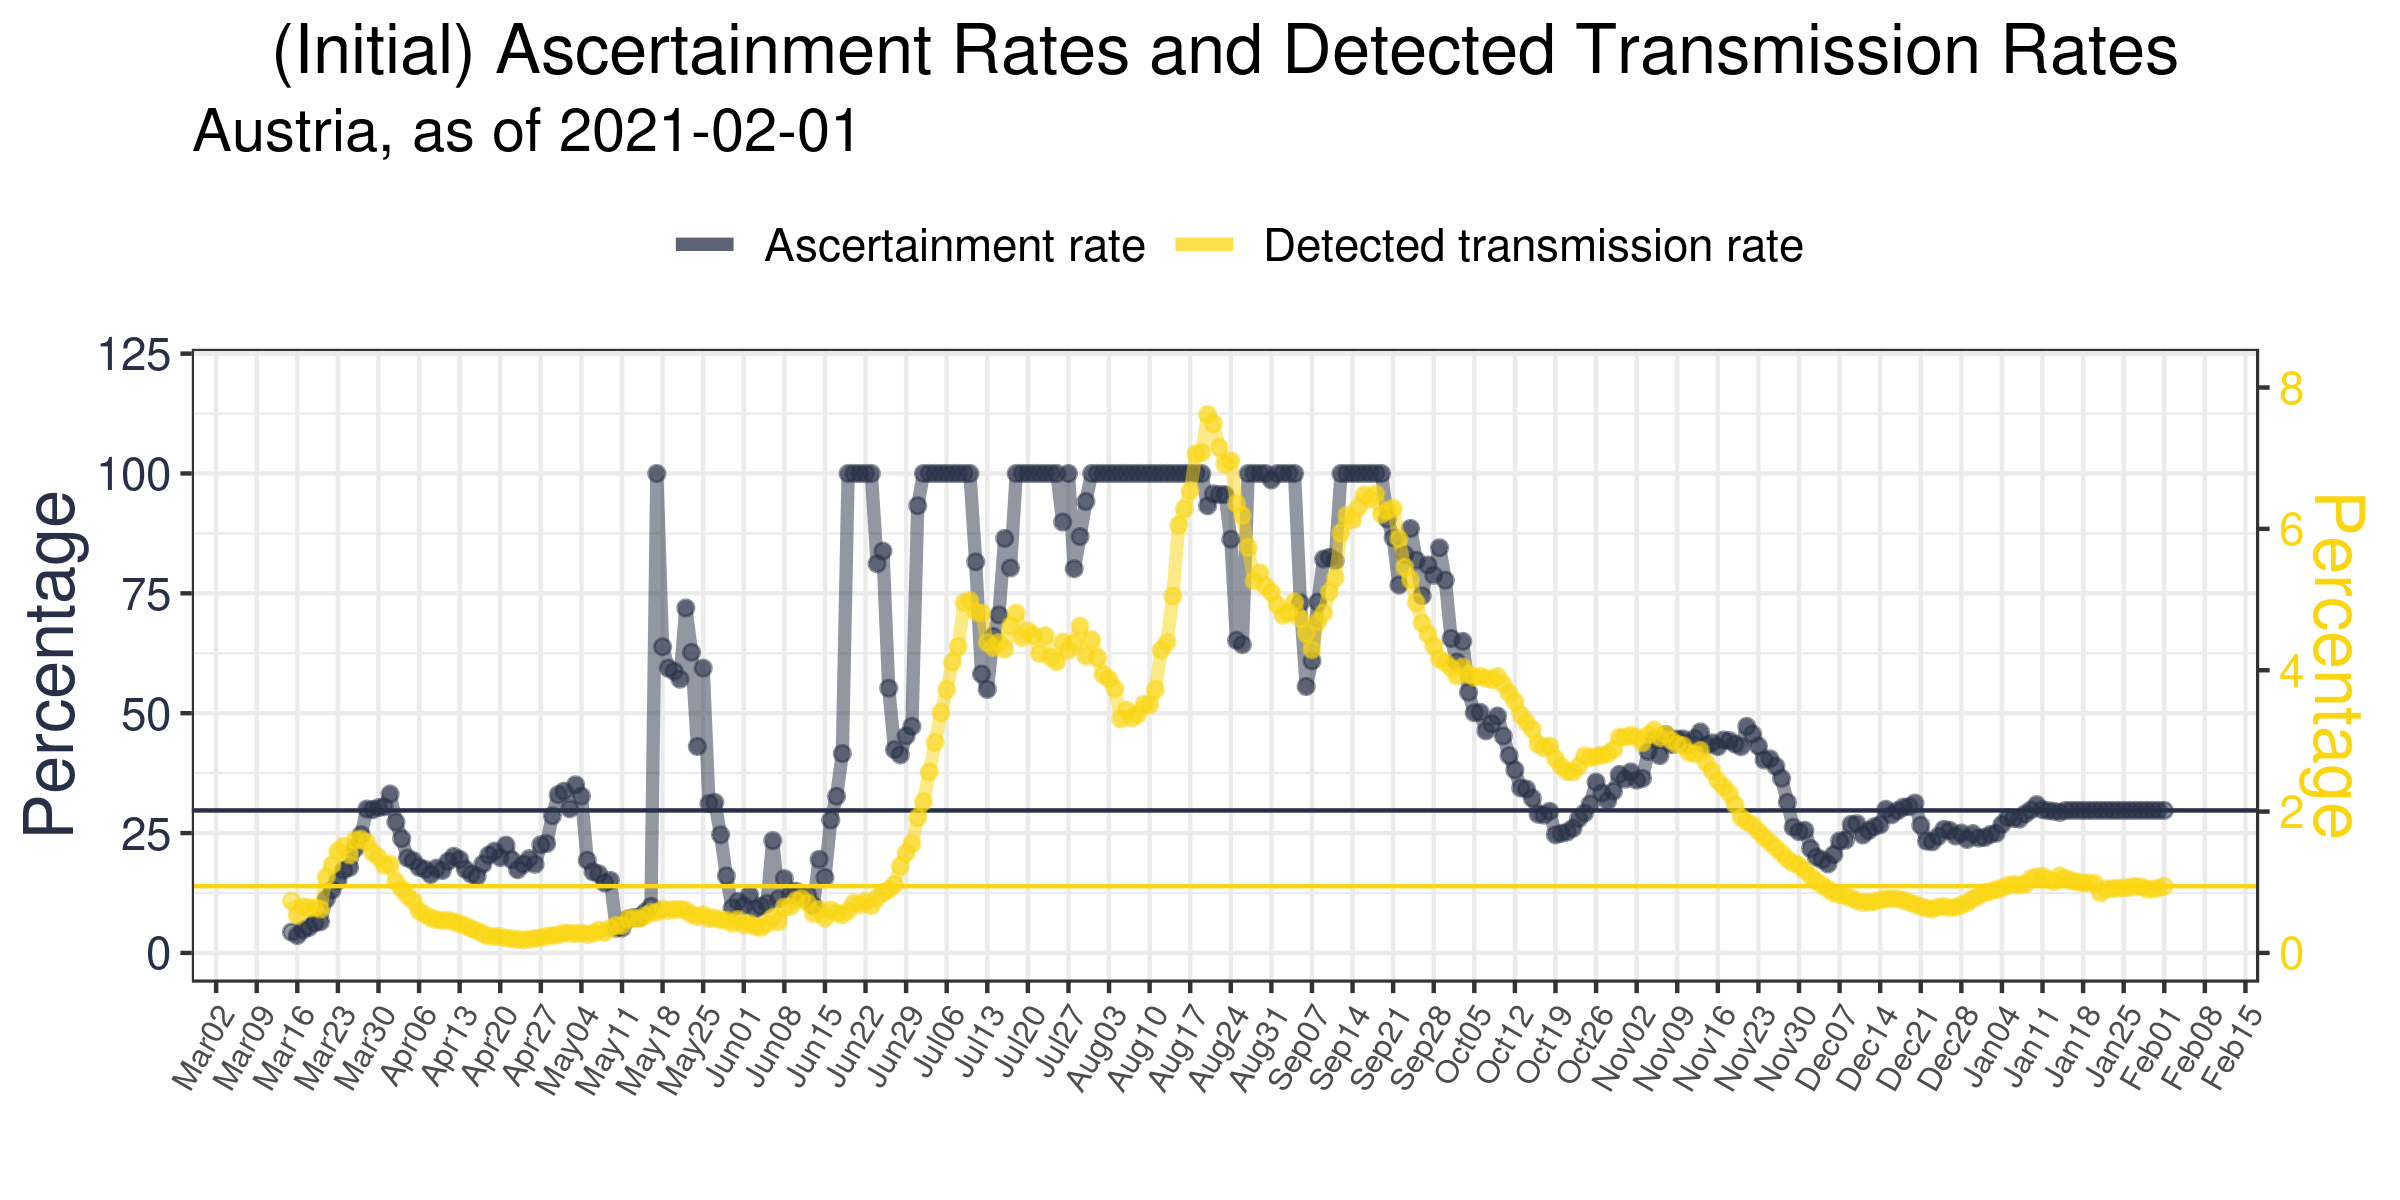 (Initial) Ascertainment Rates and Detected Transmission Rates
Austria, as of 2021-02-01
Ascertainment rate
Detected transmission rate
125
100
75
50
25
0
Percentage
8
6
4
2
0
Percentage
Mar02
Mar09
Mar16
Mar23
Mar30
Apr06
Apr13
Apr20
Apr27
May04
May11
May18
May25
Jun01
Jun08
Jun15
Jun22
Jun29
Jul06
Jul13
Jul20
Jul27
Aug03
Aug10
Aug17
Aug24
Aug31
Sep07
Sep14
Sep21
Sep28
Oct05
Oct12
Oct19
Oct26
Nov02
Nov09
Nov16
Nov23
Nov30
Dec07
Dec14
Dec21
Dec28
Jan04
Jan11
Jan18
Jan25
Feb01
Feb08
Feb15